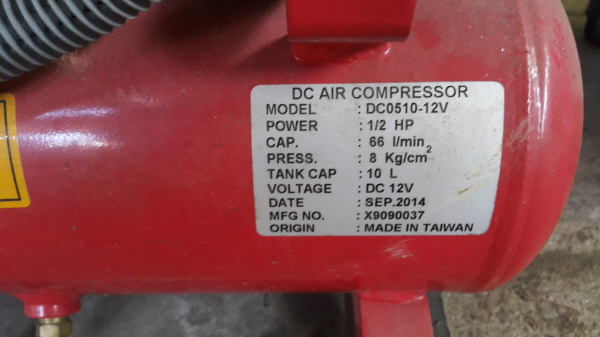 DC AIR COMPRESSOR
MODEL : DC0510-12V
POWER : 1/2 HP
CAP. : 66 l/min
PRESS. : 8 Kg/cm2
TANK CAP : 10 L
VOLTAGE : DC 12V
DATE : SEP.2014
MFG NO. : X9090037
ORIGIN : MADE IN TAIWAN